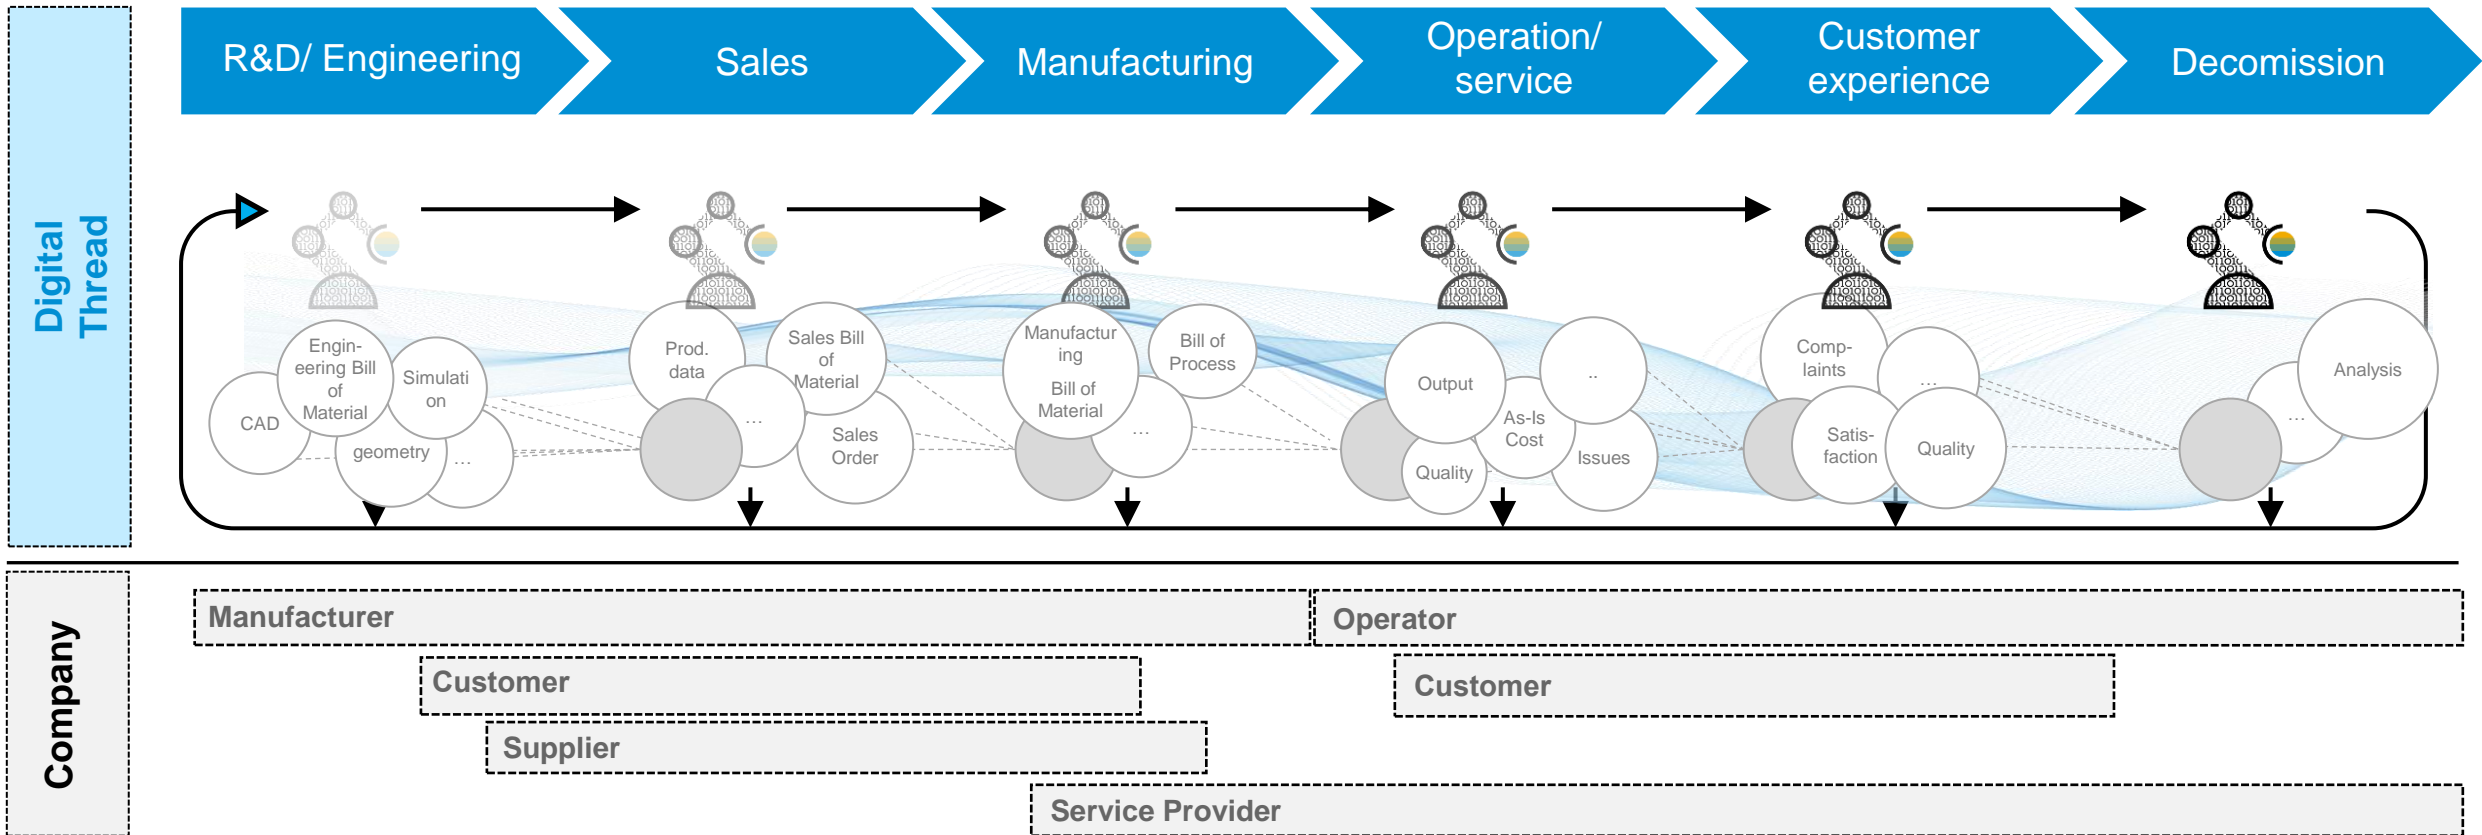 R&D/ Engineering
Sales
Manufacturing
Operation/
service
Customer
experience
Decomission
Digital
Thread
CAD
Engin-
eering Bill
of
Material
Simulati
on
geometry
...
Prod.
data
Sales Bill
of
Material
...
Sales
Order
Manufactur
ing
Bill of
Material
Bill of
Process
...
Output
Quality
As-Is
Cost
..
Issues
Comp-
laints
...
Satis-
faction
Quality
...
Analysis
Company
Manufacturer
Operator
Customer
Customer
Supplier
Service Provider